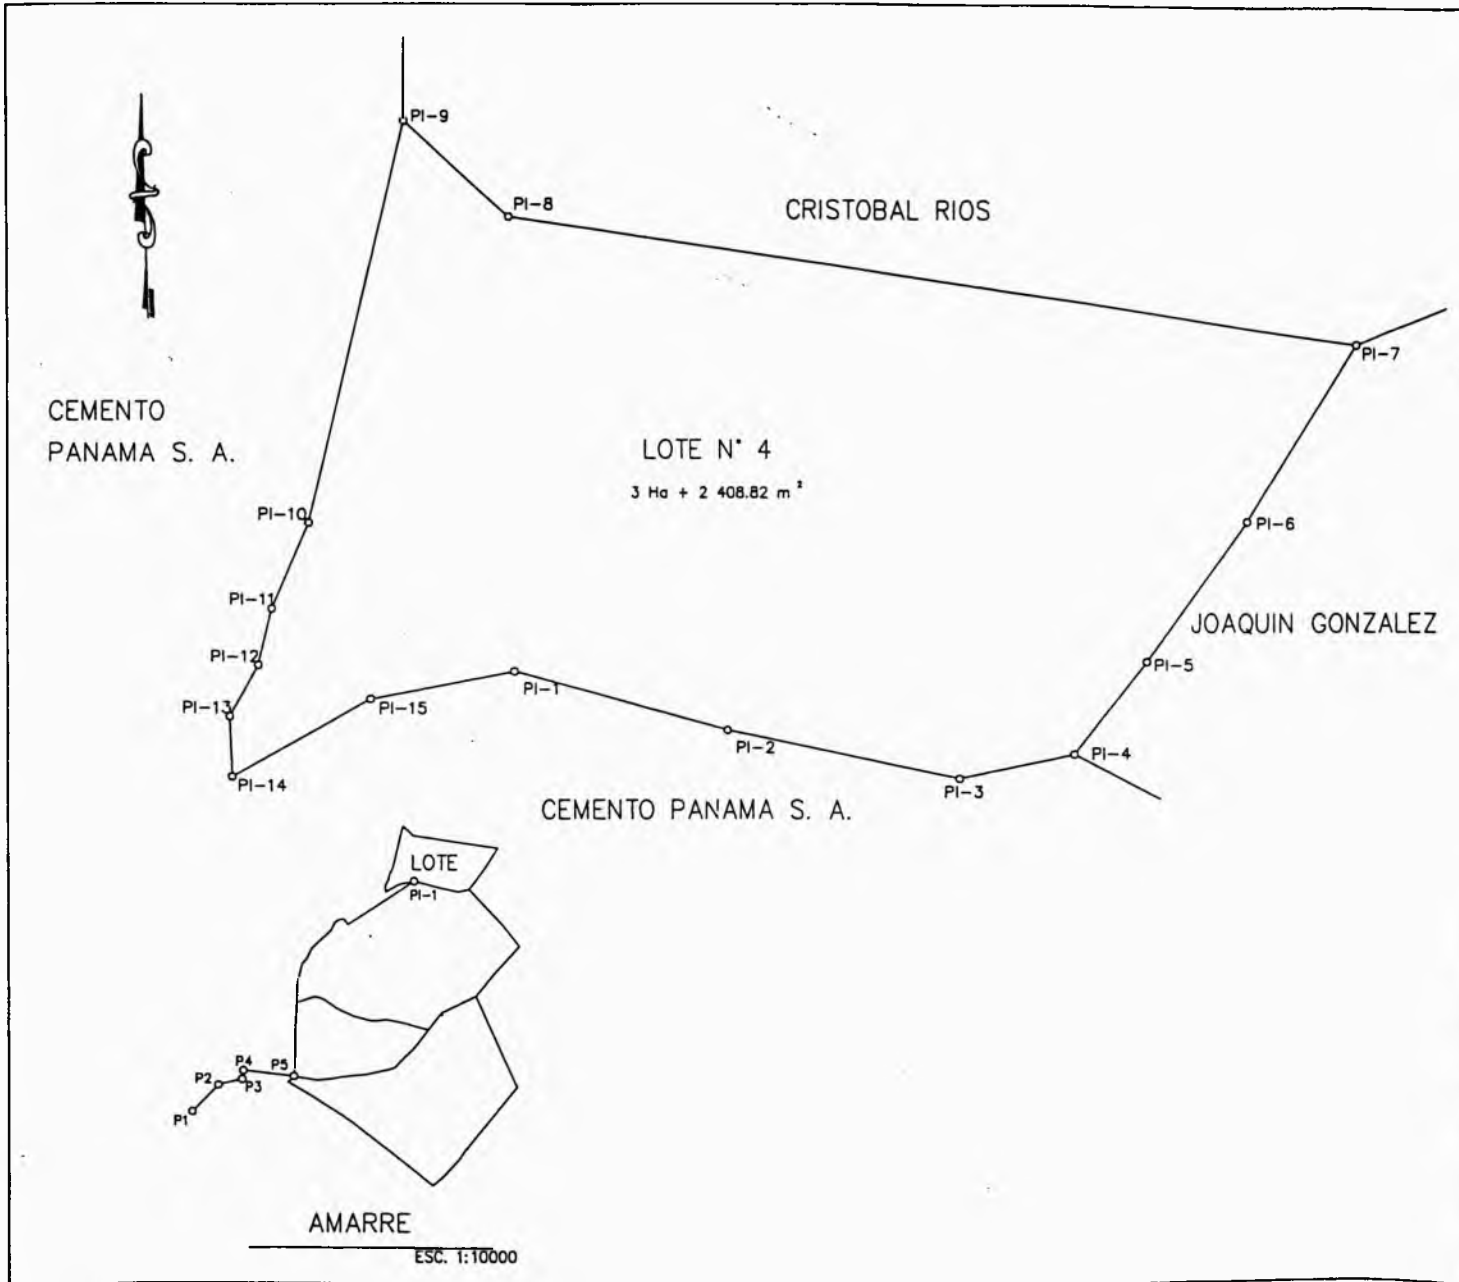 PI-9
PI-8
CRISTOBAL RIOS
PI-7
CEMENTO
PANAMA S. A.
LOTE N° 4
3 Ha + 2 408.82 m²
PI-10
PI-6
PI-11
JOAQUIN GONZALEZ
PI-12
PI-5
PI-13
PI-15
PI-1
PI-2
PI-4
PI-14
PI-3
CEMENTO PANAMA S. A.
LOTE
PI-1
P4
P5
P2
P3
P1
AMARRE
ESC. 1:10000